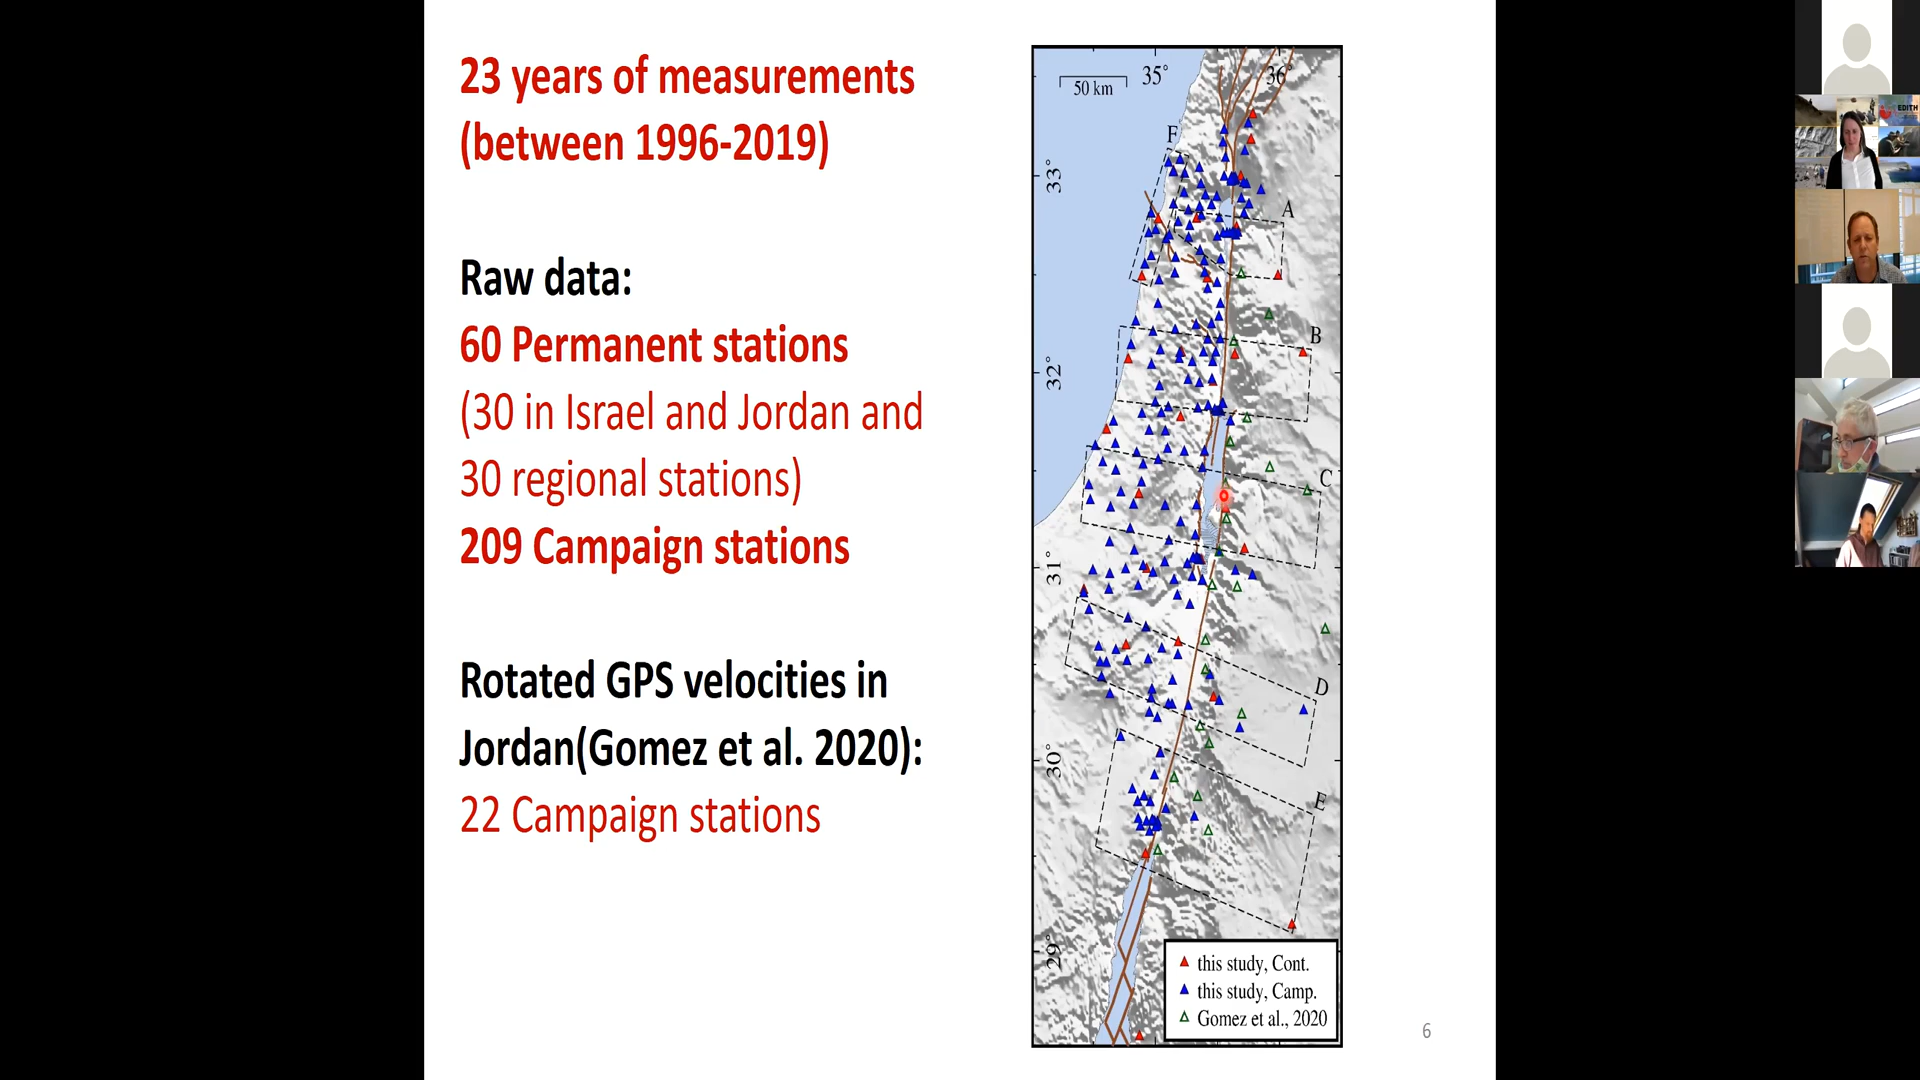 23 years of measurements
(between 1996-2019)
Raw data:
60 Permanent stations
(30 in Israel and Jordan and
30 regional stations)
209 Campaign stations
Rotated GPS velocities in
Jordan(Gomez et al. 2020):
22 Campaign stations
50 km
35°
36°
F
33°
A
B
32°
C
31°
D
30°
E
29°
this study, Cont.
this study, Camp.
Gomez et al., 2020
6
EDITH